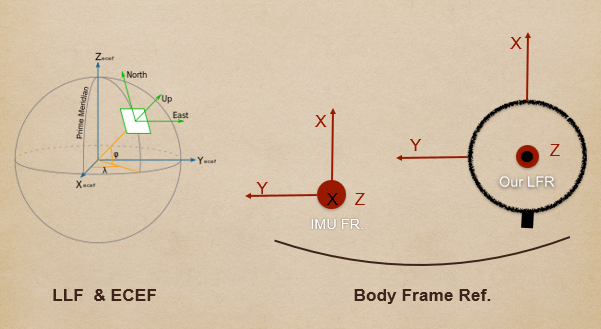 Zecef
North
Up
East
Prime Meridian
φ
λ
Yecef
Xecef
LLF & ECEF
X
Y
X
Z
IMU FR.
X
Y
Z
Our LFR
Body Frame Ref.